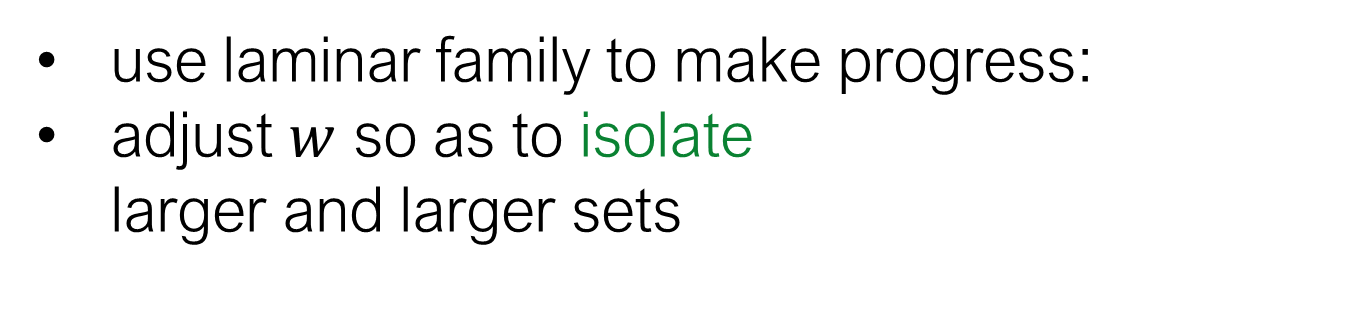 • use laminar family to make progress:
• adjust w so as to isolate
larger and larger sets